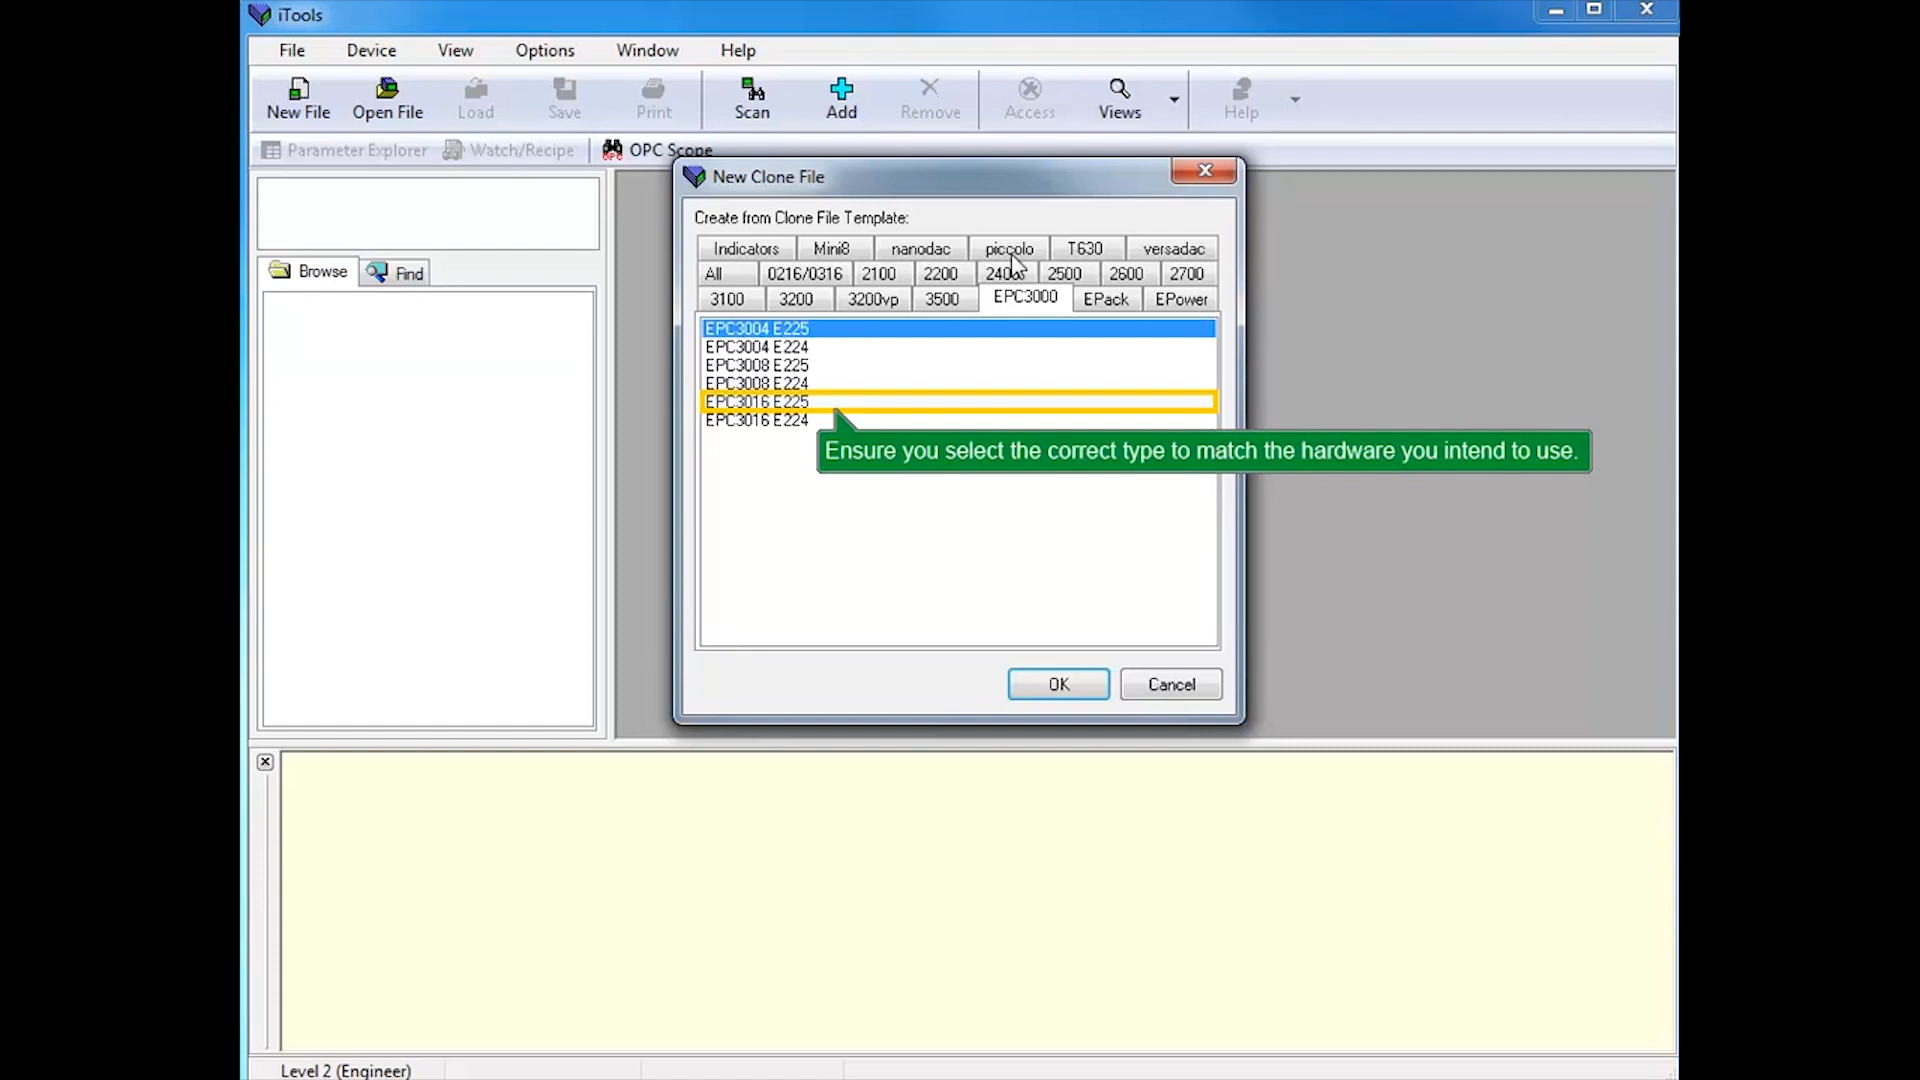 iTools
File Device View Options Window Help
New File Open File Load Save Print Scan Add Remove Access Views Help
Parameter Explorer Watch/Recipe OPC Scope
New Clone File
Create from Clone File Template:
Indicators Mini8 nanodac piccolo T630 versadac
All 0216/0316 2100 2200 2400s 2500 2600 2700
3100 3200 3200vp 3500 EPC3000 EPack EPower
Browse Find
EPC3004 E225
EPC3004 E224
EPC3008 E225
EPC3008 E224
EPC3016 E225
EPC3016 E224
Ensure you select the correct type to match the hardware you intend to use.
OK Cancel
Level 2 (Engineer)